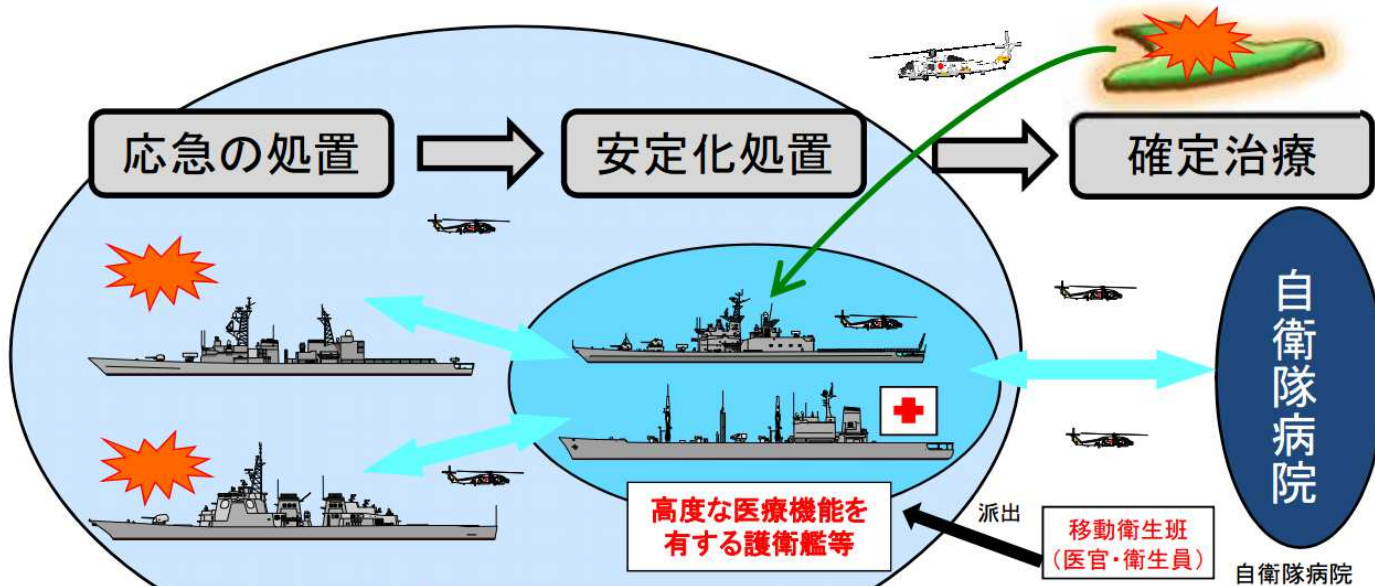 応急の処置
安定化処置
確定治療
自衛隊病院
高度な医療機能を
有する護衛艦等
派出
移動衛生班
（医官・衛生員）
自衛隊病院